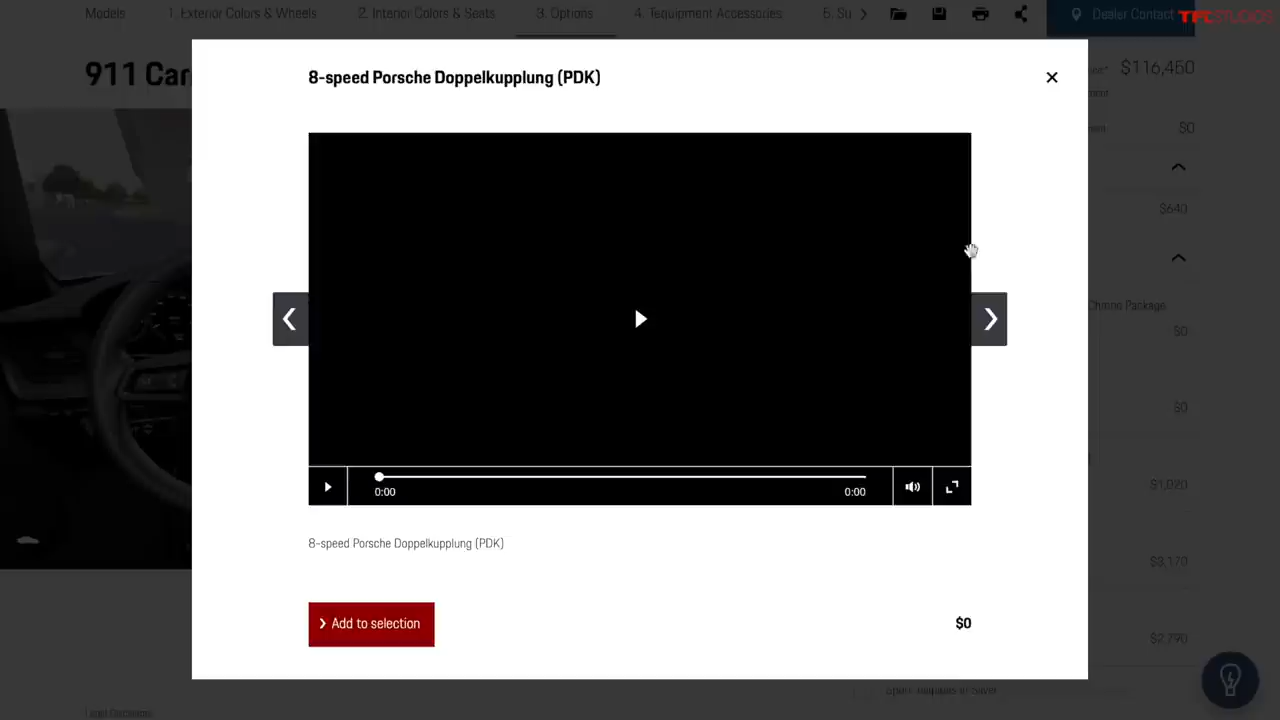 Models
1. Exterior Colors & Wheels
2. Interior Colors & Seats
3. Options
4. Tequipment Accessories
5. Su
Dealer Contact
TFLSTUDIOS
911 Car
$116,450
8-speed Porsche Doppelkupplung (PDK)
$0
$640
Chrono Package
$0
$0
$1,020
$3,170
$2,790
0:00
0:00
8-speed Porsche Doppelkupplung (PDK)
Add to selection
$0